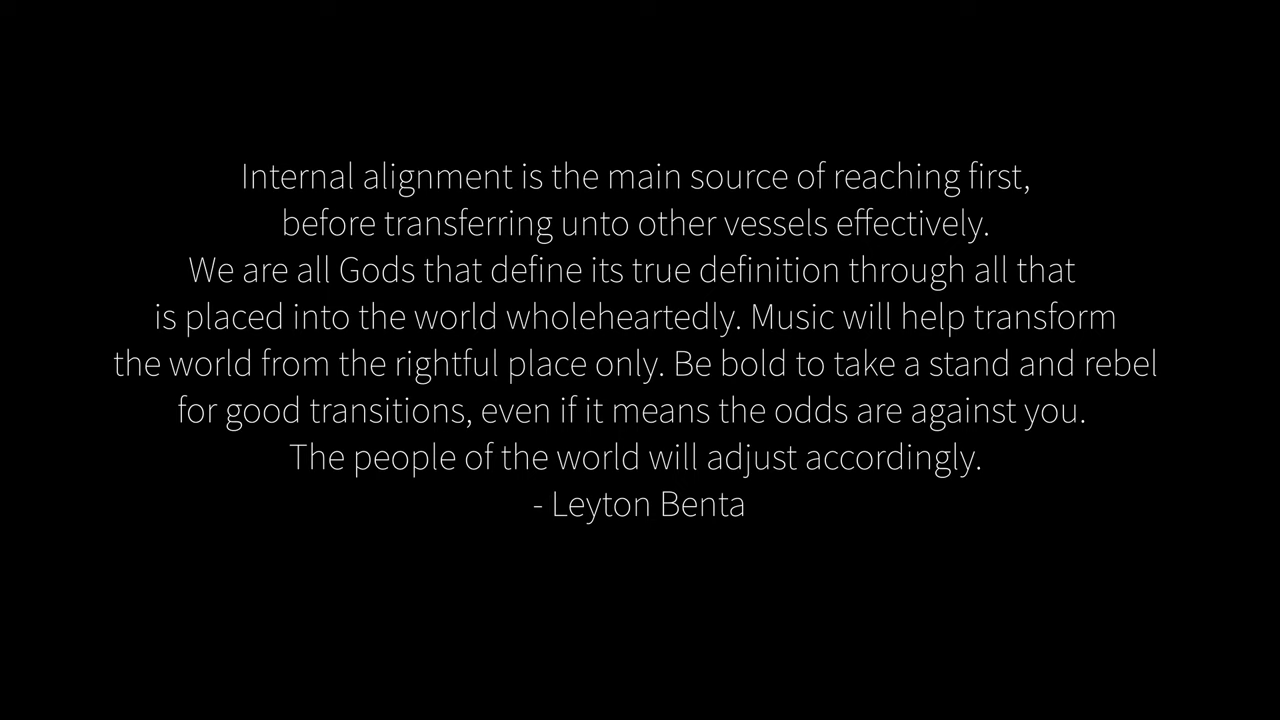 Internal alignment is the main source of reaching first,
before transferring unto other vessels effectively.
We are all Gods that define its true definition through all that
is placed into the world wholeheartedly. Music will help transform
the world from the rightful place only. Be bold to take a stand and rebel
for good transitions, even if it means the odds are against you.
The people of the world will adjust accordingly.
- Leyton Benta